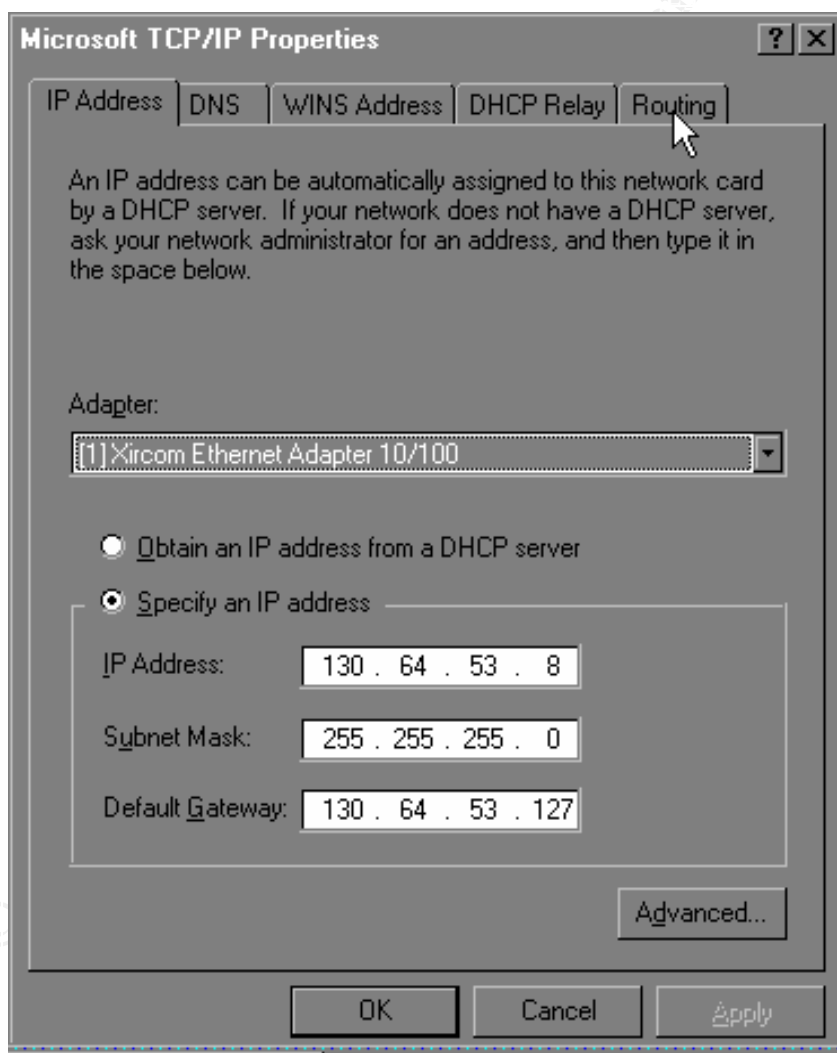 Microsoft TCP/IP Properties
IP Address DNS WINS Address DHCP Relay Routing
An IP address can be automatically assigned to this network card
by a DHCP server.  If your network does not have a DHCP server,
ask your network administrator for an address, and then type it in
the space below.
Adapter:
[1] Xircom Ethernet Adapter 10/100
Obtain an IP address from a DHCP server
Specify an IP address
IP Address: 130 . 64 . 53 . 8
Subnet Mask: 255 . 255 . 255 . 0
Default Gateway: 130 . 64 . 53 . 127
Advanced...
OK Cancel Apply